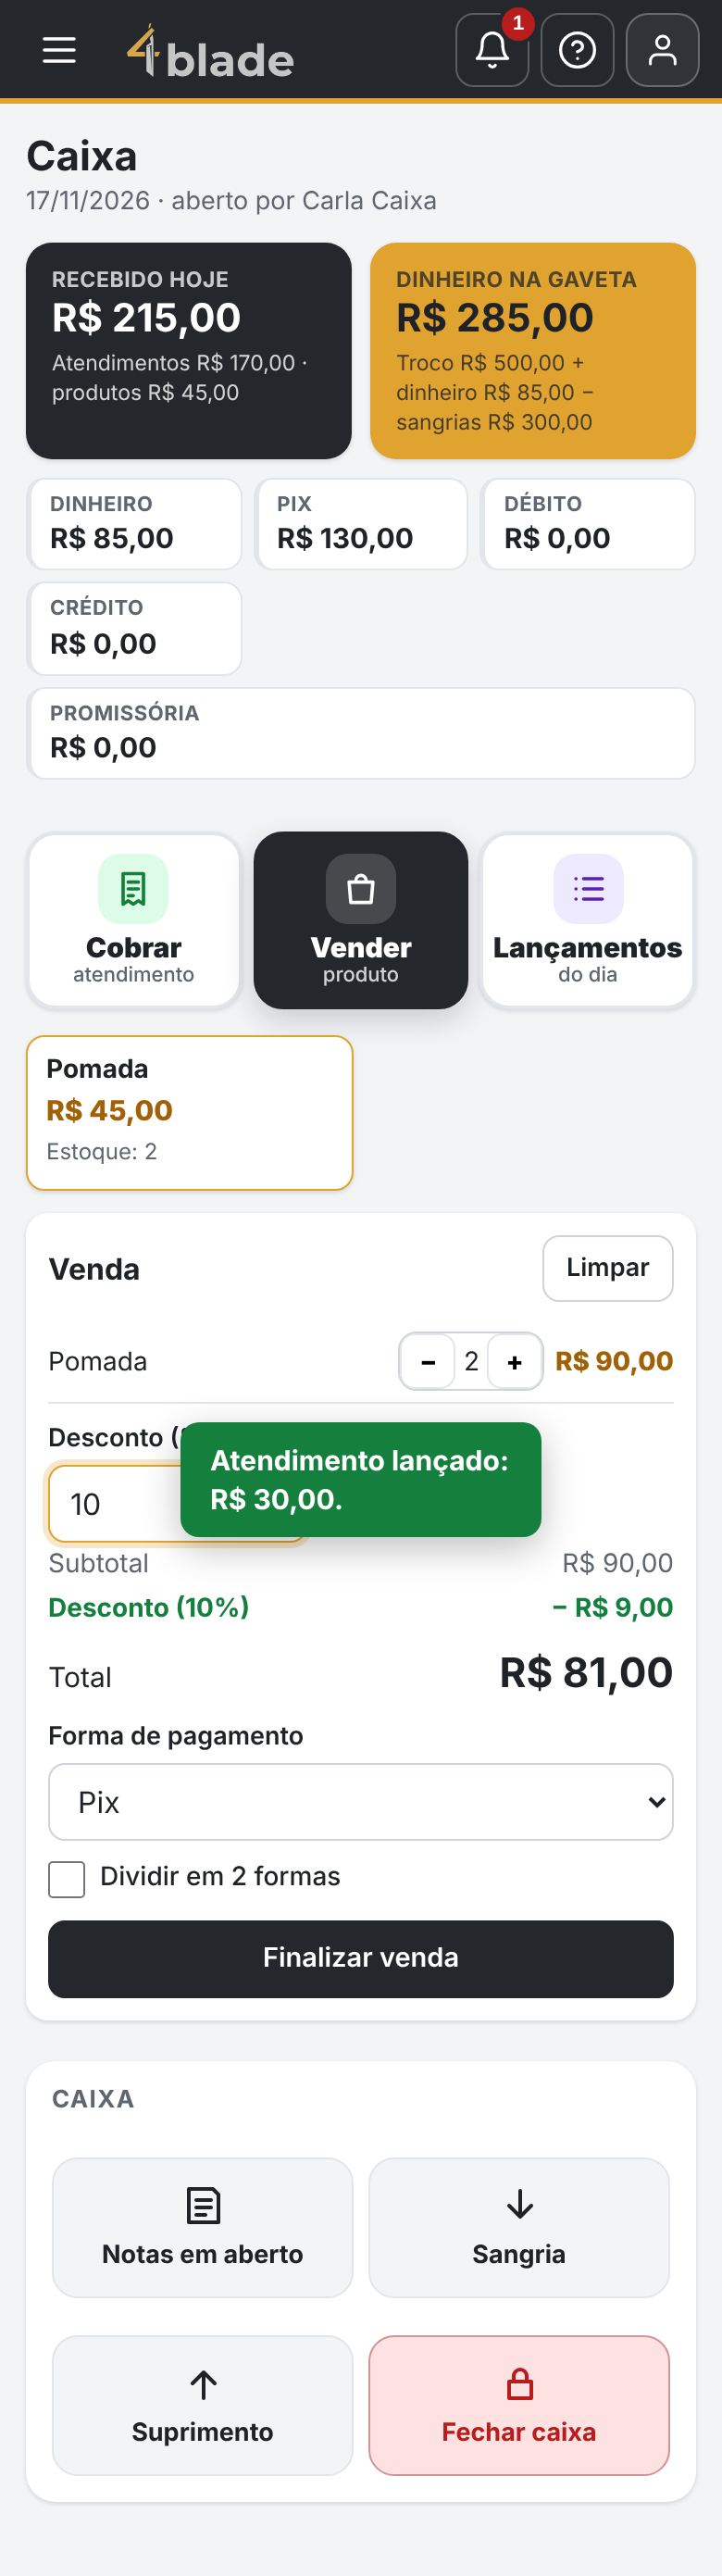 4blade
1
Caixa
17/11/2026 · aberto por Carla Caixa
RECEBIDO HOJE
R$ 215,00
Atendimentos R$ 170,00 ·
produtos R$ 45,00
DINHEIRO NA GAVETA
R$ 285,00
Troco R$ 500,00 +
dinheiro R$ 85,00 −
sangrias R$ 300,00
DINHEIRO
R$ 85,00
PIX
R$ 130,00
DÉBITO
R$ 0,00
CRÉDITO
R$ 0,00
PROMISSÓRIA
R$ 0,00
Cobrar
atendimento
Vender
produto
Lançamentos
do dia
Pomada
R$ 45,00
Estoque: 2
Venda
Limpar
Pomada
− 2 + R$ 90,00
Desconto (
Atendimento lançado:
R$ 30,00.
10
Subtotal R$ 90,00
Desconto (10%) − R$ 9,00
Total R$ 81,00
Forma de pagamento
Pix
Dividir em 2 formas
Finalizar venda
CAIXA
Notas em aberto
Sangria
Suprimento
Fechar caixa